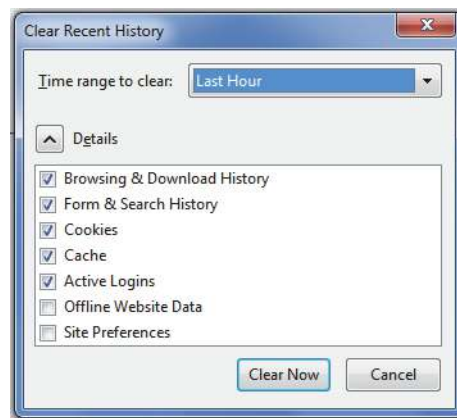 Clear Recent History
Time range to clear: Last Hour
Details
Browsing & Download History
Form & Search History
Cookies
Cache
Active Logins
Offline Website Data
Site Preferences
Clear Now Cancel